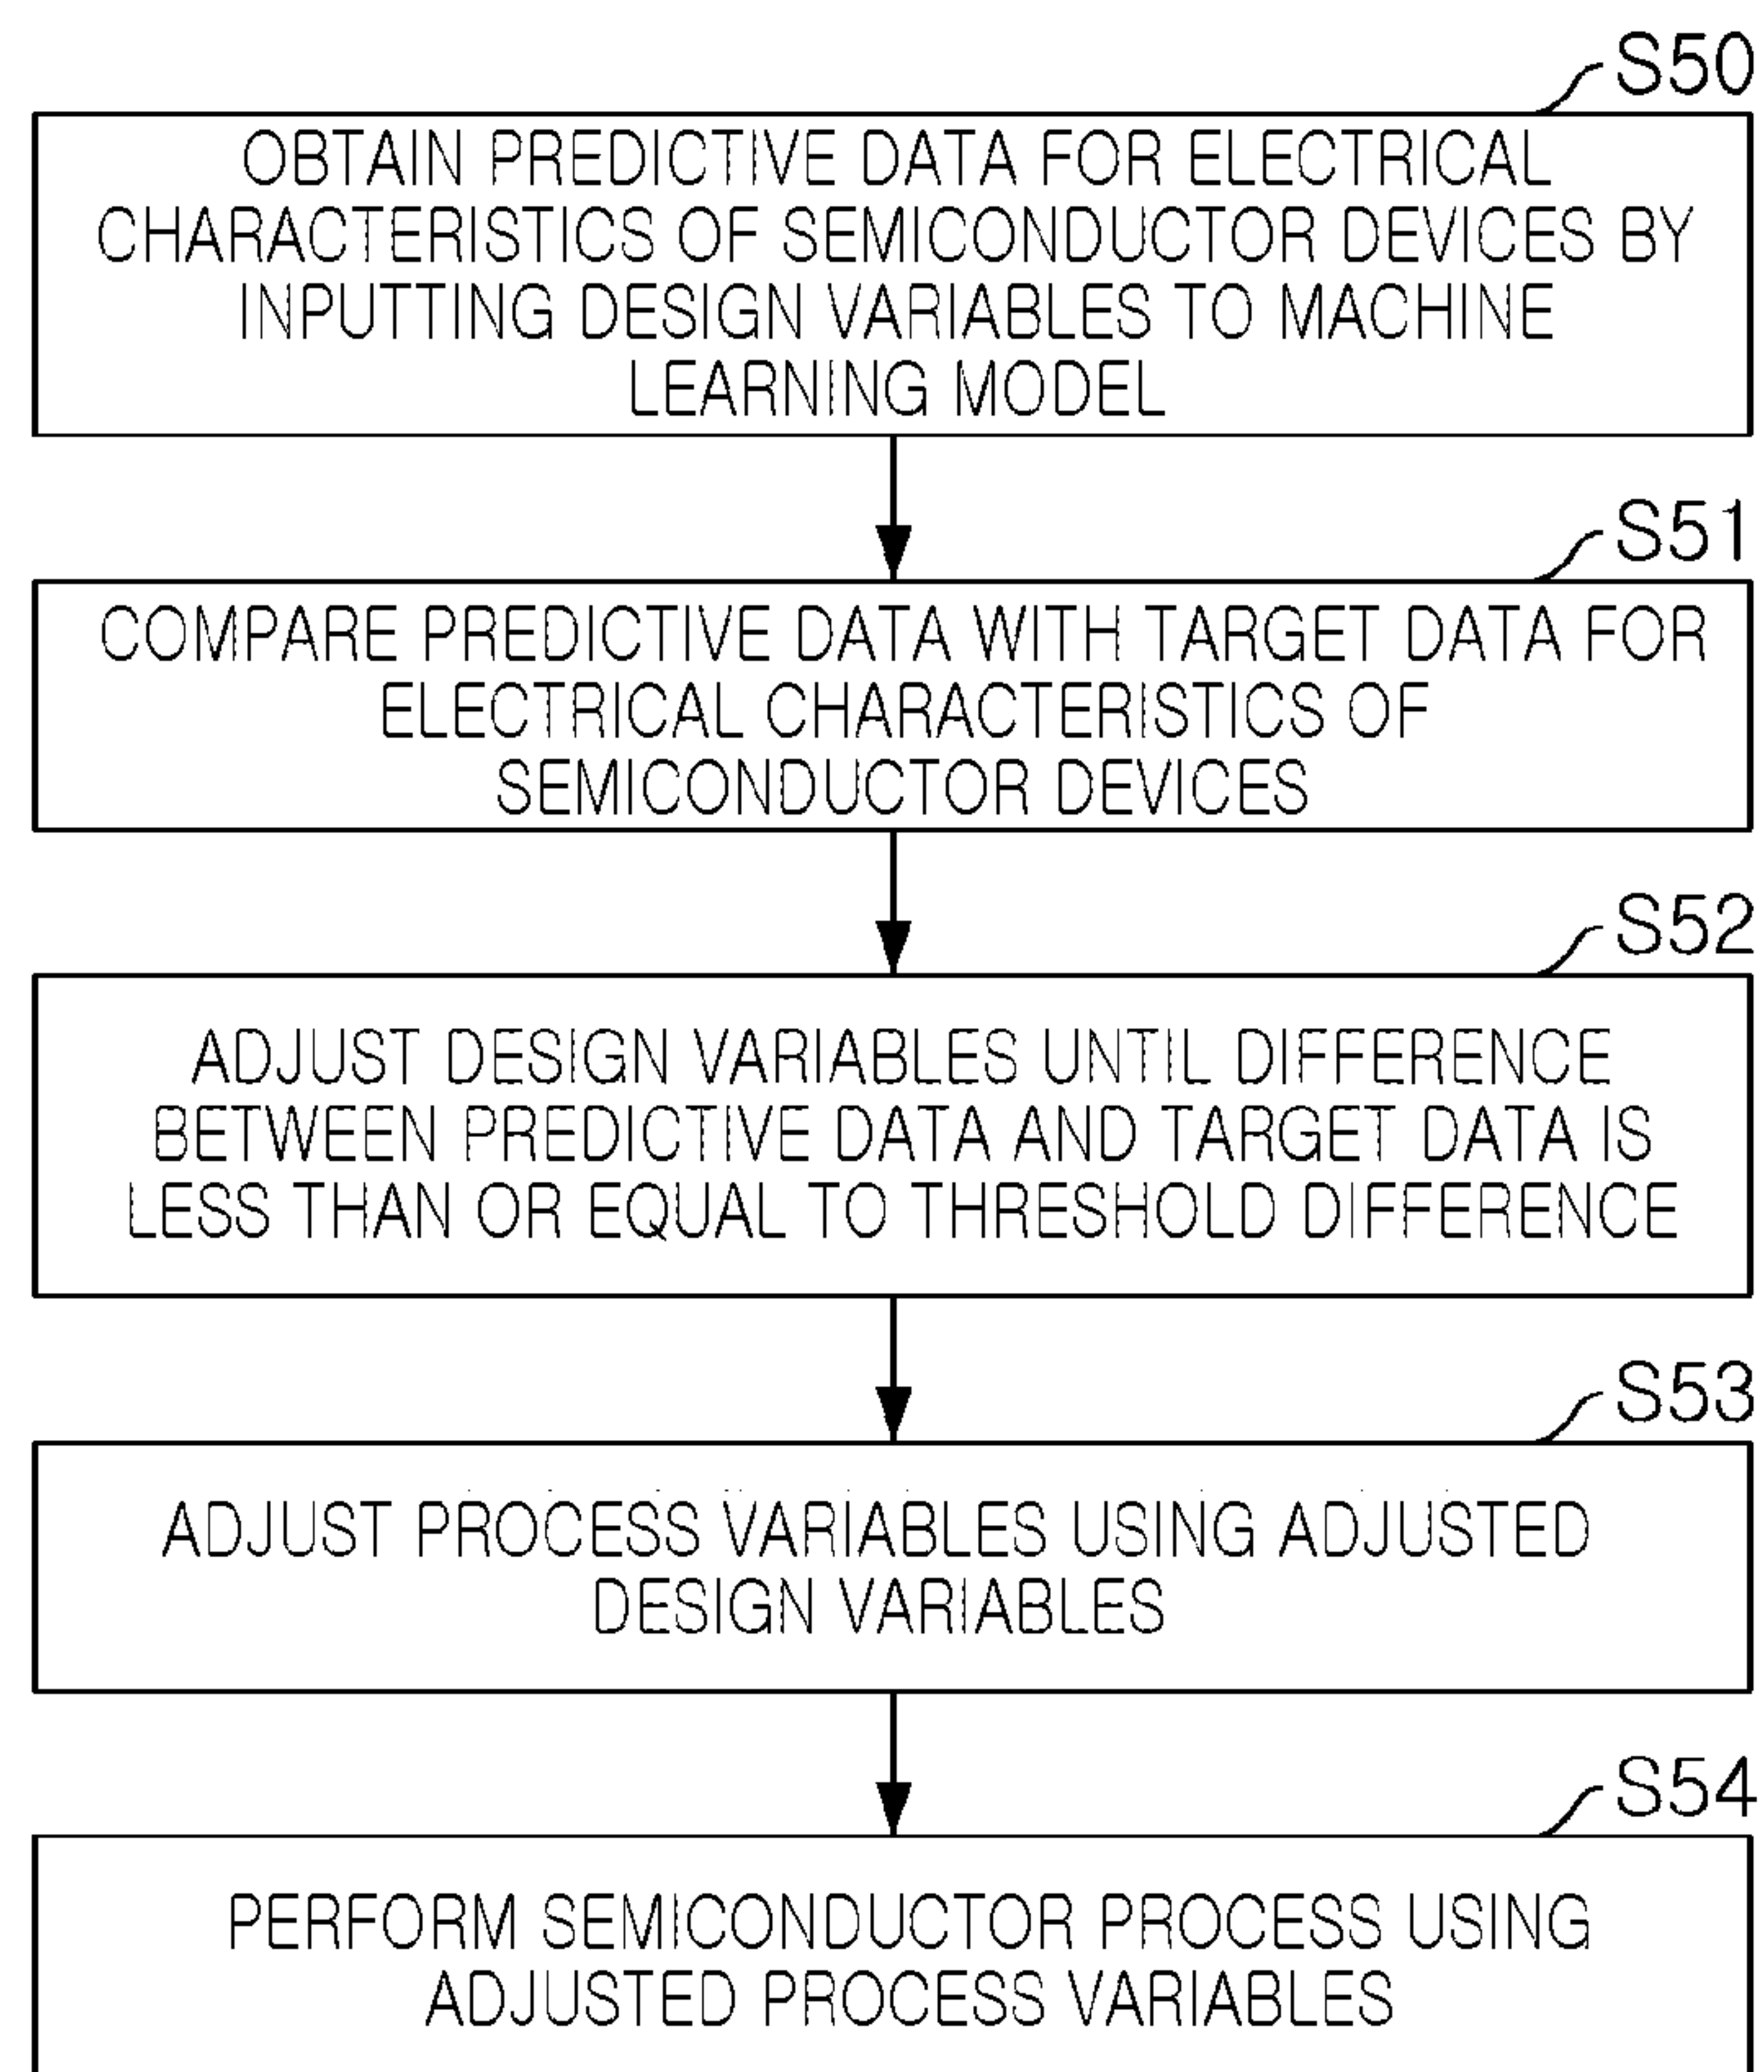 S50
OBTAIN PREDICTIVE DATA FOR ELECTRICAL
CHARACTERISTICS OF SEMICONDUCTOR DEVICES BY
INPUTTING DESIGN VARIABLES TO MACHINE
LEARNING MODEL
S51
COMPARE PREDICTIVE DATA WITH TARGET DATA FOR
ELECTRICAL CHARACTERISTICS OF
SEMICONDUCTOR DEVICES
S52
ADJUST DESIGN VARIABLES UNTIL DIFFERENCE
BETWEEN PREDICTIVE DATA AND TARGET DATA IS
LESS THAN OR EQUAL TO THRESHOLD DIFFERENCE
S53
ADJUST PROCESS VARIABLES USING ADJUSTED
DESIGN VARIABLES
S54
PERFORM SEMICONDUCTOR PROCESS USING
ADJUSTED PROCESS VARIABLES